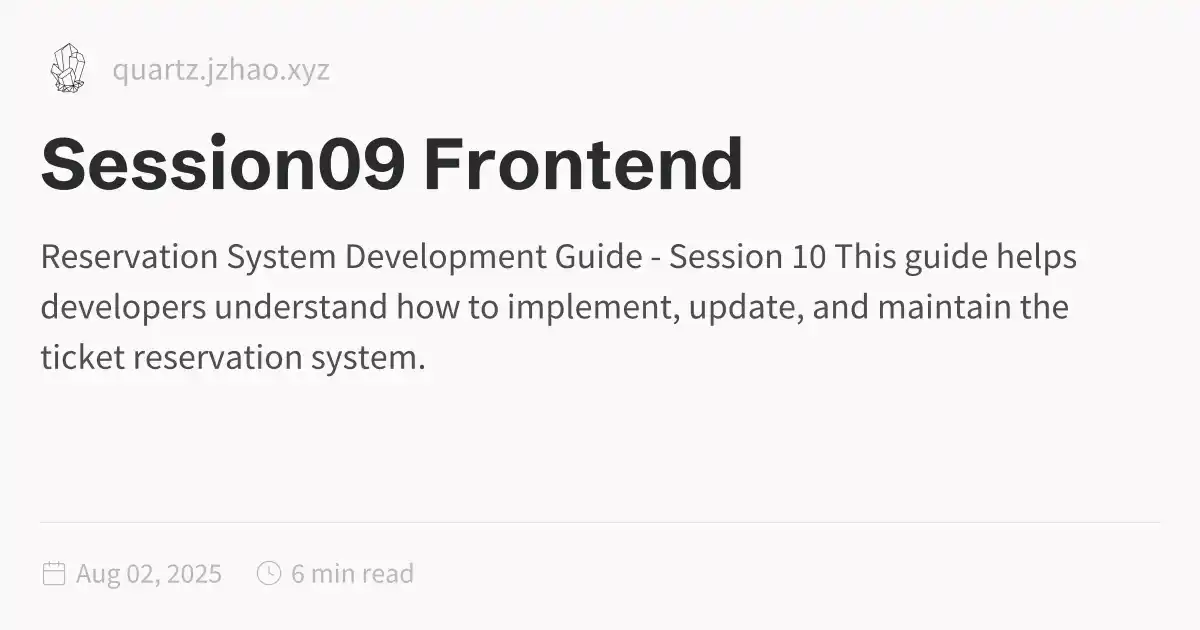 quartz.jzhao.xyz
Session09 Frontend
Reservation System Development Guide - Session 10 This guide helps
developers understand how to implement, update, and maintain the
ticket reservation system.
Aug 02, 2025 6 min read